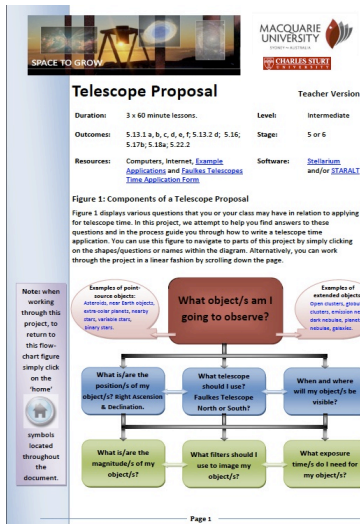 SPACE TO GROW
MACQUARIE
UNIVERSITY
SYDNEY ~ AUSTRALIA
CHARLES STURT
UNIVERSITY
Telescope Proposal
Teacher Version
Duration: 3 x 60 minute lessons. Level: Intermediate
Outcomes: 5.13.1 a, b, c, d, e, f; 5.13.2 d; 5.16; Stage: 5 or 6
5.17b; 5.18a; 5.22.2
Resources: Computers, Internet, Example Software: Stellarium
Applications and Faulkes Telescopes and/or STARALT
Time Application Form
Figure 1: Components of a Telescope Proposal
Figure 1 displays various questions that you or your class may have in relation to applying
for telescope time. In this project, we attempt to help you find answers to these
questions and in the process guide you through how to write a telescope time
application. You can use this figure to navigate to parts of this project by simply clicking
on the shapes/questions or names within the diagram. Alternatively, you can work
through the project in a linear fashion by scrolling down the page.
Note: when
working
through this
project, to
return to
this flow-
chart figure
simply click
on the
'home'
symbols
located
throughout
the
document.
Examples of point-
source objects:
Asteroids, near Earth objects,
extra-solar planets, nearby
stars, variable stars,
binary stars.
What object/s am I
going to observe?
Examples of
extended objects
Open clusters, globu
clusters, emission ne
dark nebulae, planet
nebulae, galaxies.
What is/are the
position/s of my
object/s? Right Ascension
& Declination.
What telescope
should I use?
Faulkes Telescope
North or South?
When and where
will my object/s be
visible?
What is/are the
magnitude/s of my
object/s?
What filters should I
use to image my
object/s?
What exposure
time/s do I need for
my object/s?
Page 1